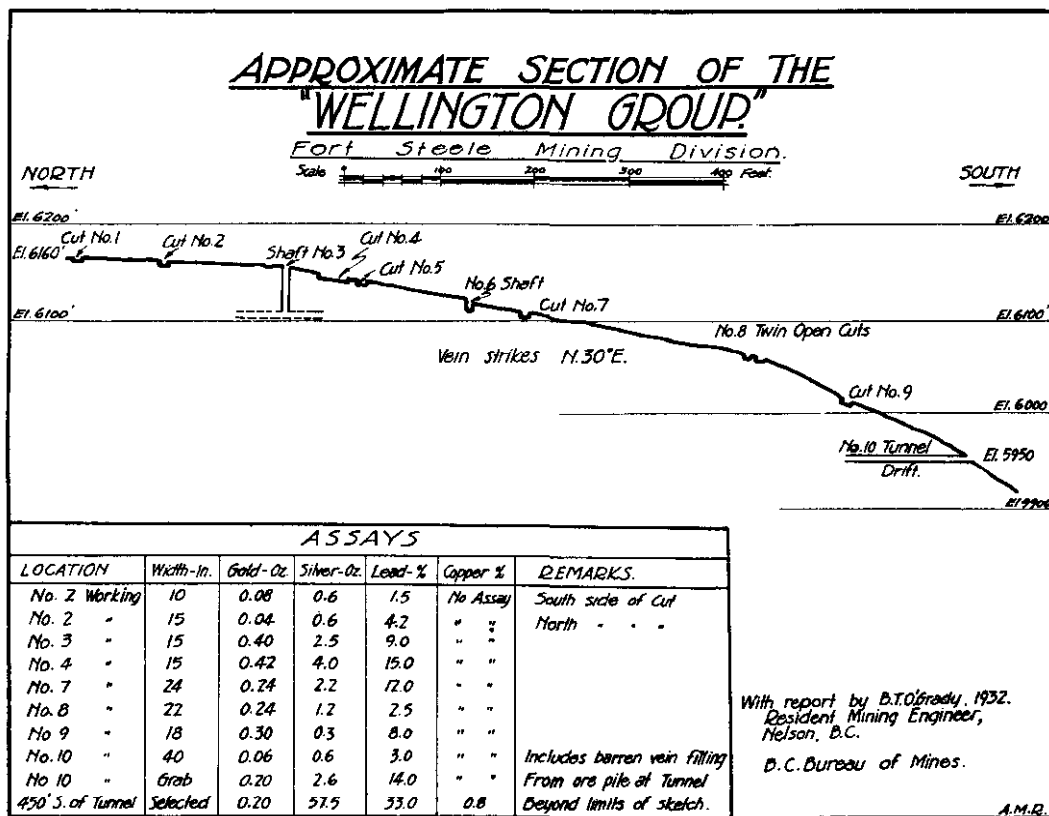 APPROXIMATE SECTION OF THE
"WELLINGTON GROUP."
Fort Steele Mining Division.
Scale 0 100 200 300 400 Feet.
NORTH
SOUTH
El. 6200'
El. 6200
El. 6160'
Cut No.1
Cut No.2
Shaft No.3
Cut No.4
Cut No.5
No.6 Shaft
Cut No.7
El. 6100'
El. 6100'
No.8 Twin Open Cuts
Vein strikes N.30°E.
Cut No.9
El. 6000
No.10 Tunnel
El. 5950
Drift.
ASSAYS
LOCATION Width-In. Gold-Oz. Silver-Oz. Lead-% Copper % REMARKS.
No. 2 Working 10 0.08 0.6 1.5 No Assay South side of Cut
No. 2 " 15 0.04 0.6 4.2 " " North " " "
No. 3 " 15 0.40 2.5 9.0 " "
No. 4 " 15 0.42 4.0 15.0 " "
No. 7 " 24 0.24 2.2 12.0 " "
No. 8 " 22 0.24 1.2 2.5 " "
No 9 " 18 0.30 0.3 8.0 " "
No. 10 " 40 0.06 0.6 3.0 " " Includes barren vein filling
No 10 " Grab 0.20 2.6 14.0 " " From ore pile at Tunnel
450' S. of Tunnel Selected 0.20 57.5 33.0 0.8 Beyond limits of sketch.
With report by B.T.O'Grady, 1932.
Resident Mining Engineer,
Nelson, B.C.
B.C. Bureau of Mines.
A.M.R.